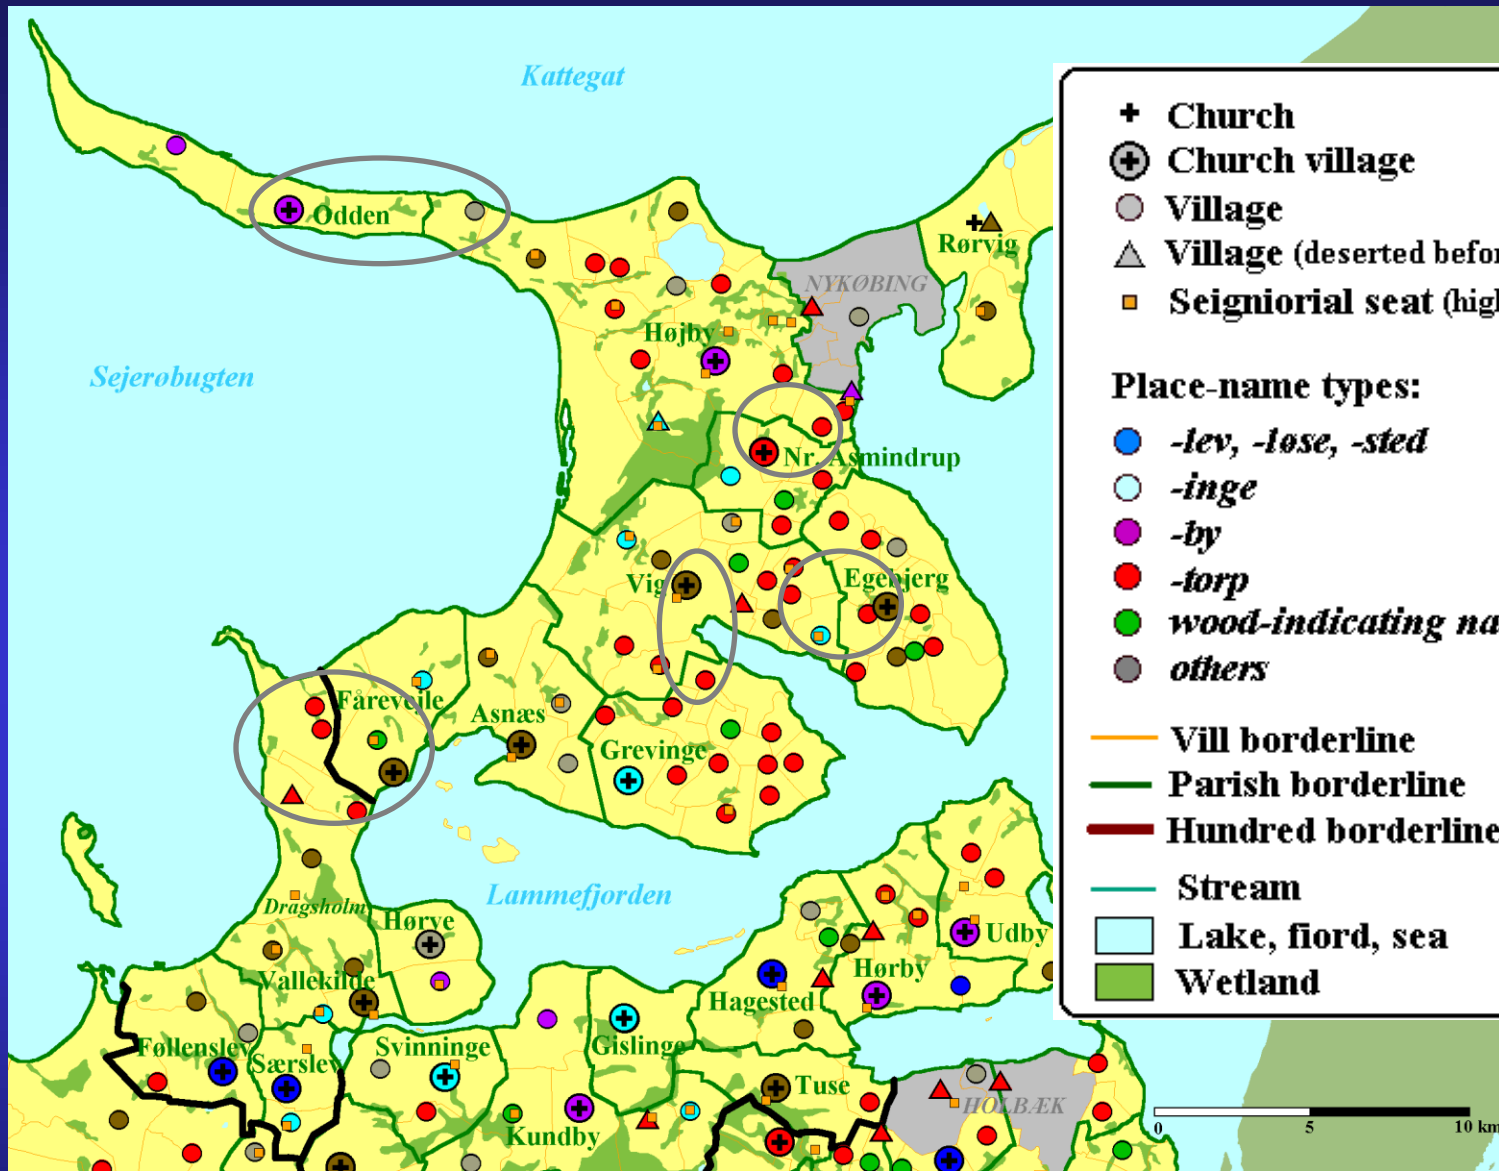 Kattegat
Odden
Rørvig
NYKØBING
Højby
Sejerøbugten
Nr. Asmindrup
Vig
Egebjerg
Fårevejle
Asnæs
Grevinge
Lammefjorden
Dragsholm
Hørve
Udby
Vallekilde
Hørby
Hagested
Føllenslev
Særslev
Svinninge
Gislinge
Tuse
HOLBÆK
Kundby
Church
Church village
Village
Village (deserted befor
Seigniorial seat (hig
Place-name types:
-lev, -løse, -sted
-inge
-by
-torp
wood-indicating na
others
Vill borderline
Parish borderline
Hundred borderline
Stream
Lake, fiord, sea
Wetland
0 5 10 km